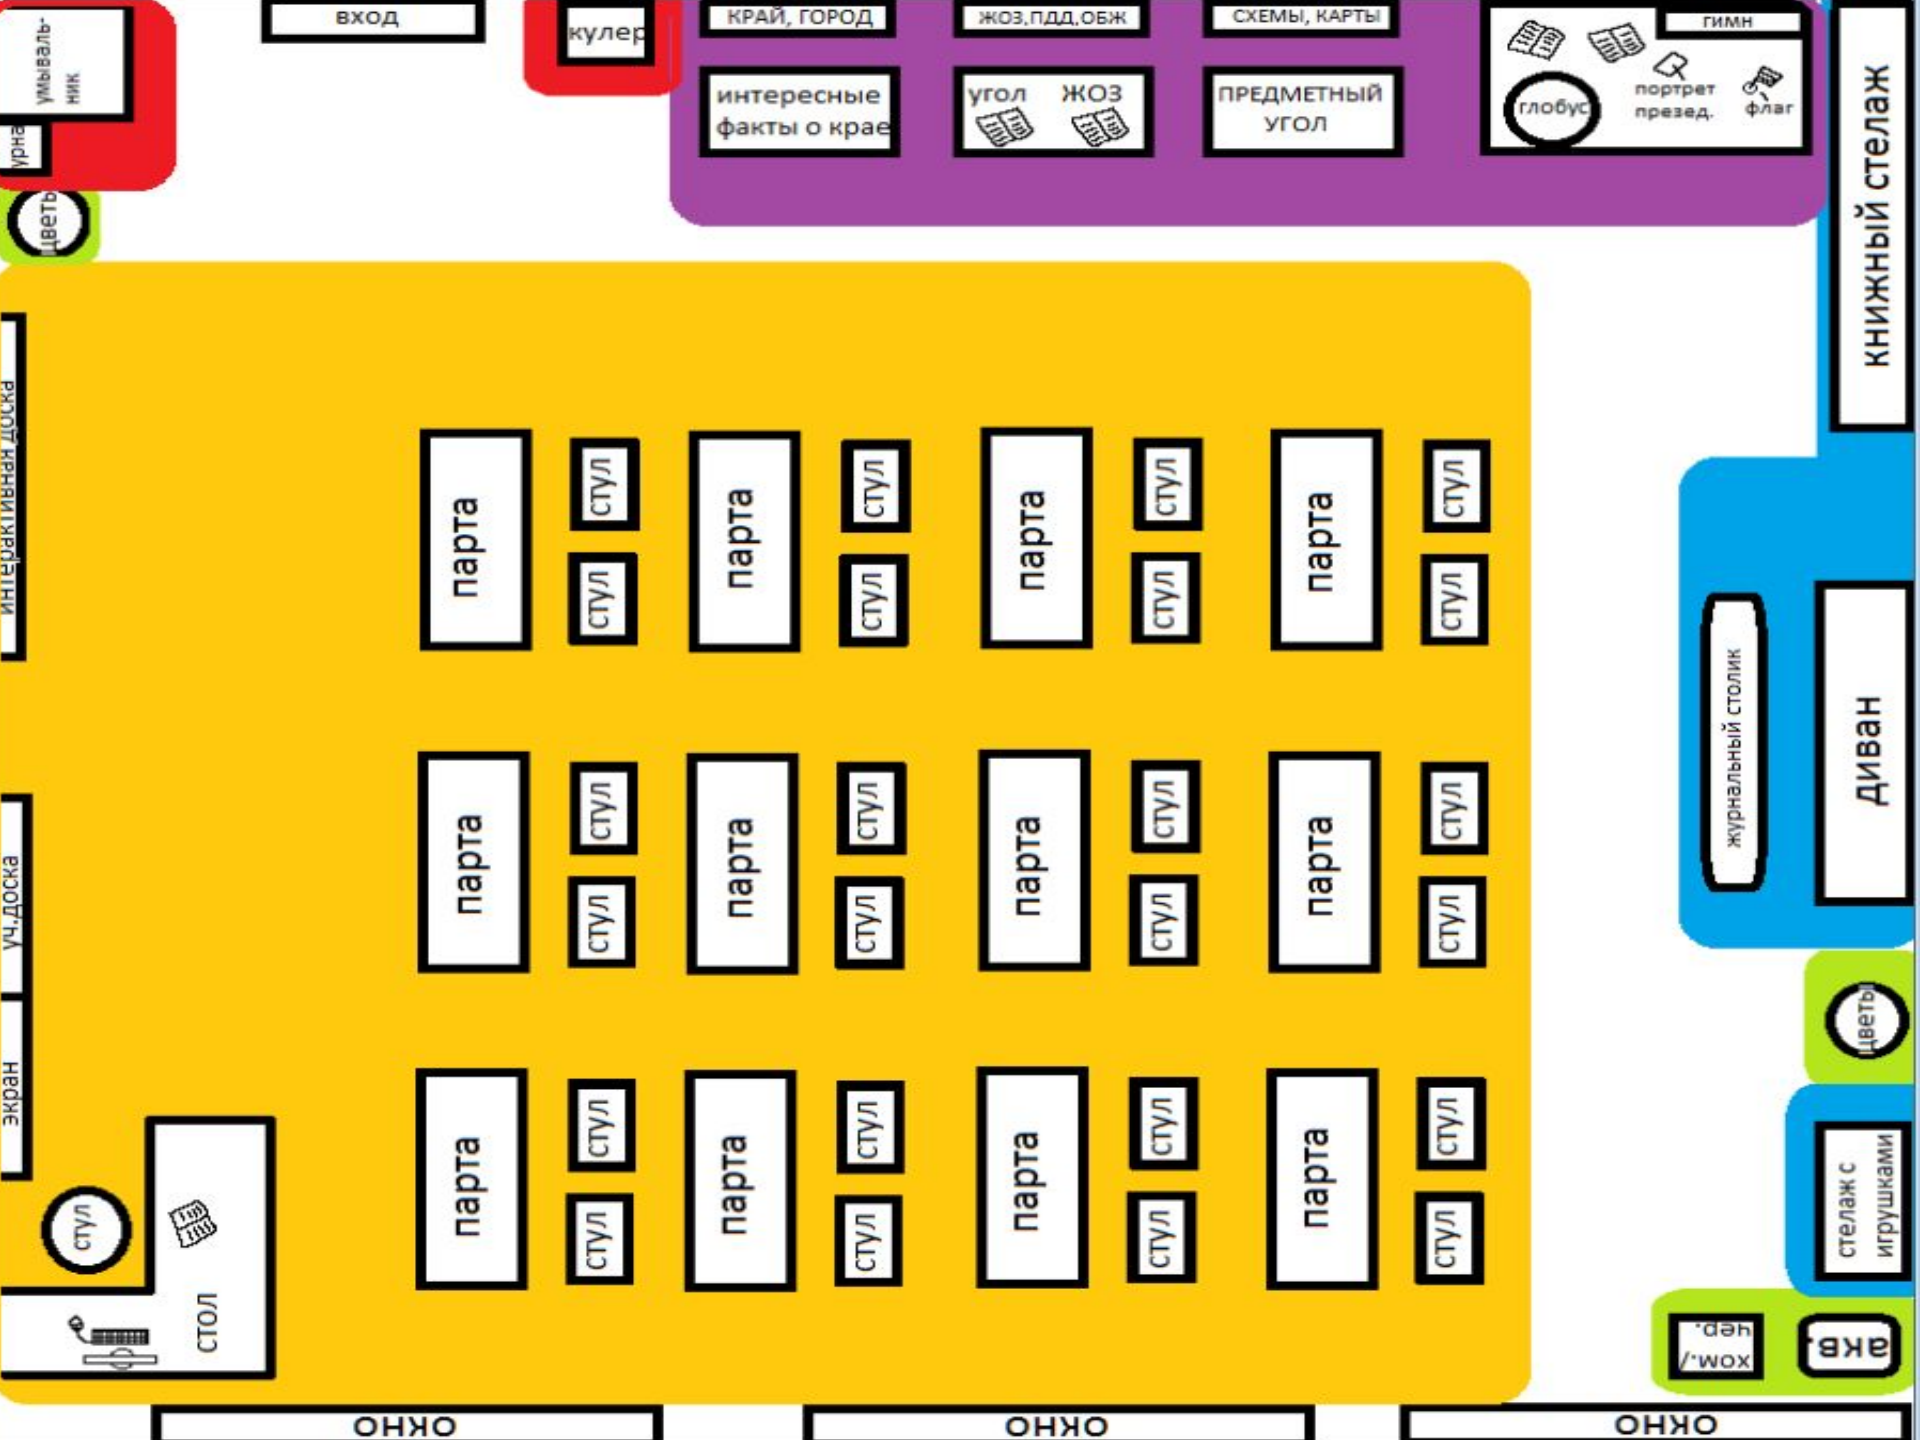 умываль-
ник
урна
вход
кулер
КРАЙ, ГОРОД
ЖОЗ,ПДД,ОБЖ
СХЕМЫ, КАРТЫ
гимн
интересные
факты о крае
угол ЖОЗ
ПРЕДМЕТНЫЙ
УГОЛ
глобус
портрет
презед.
флаг
книжный стелаж
цветы
интерактивная доска
парта
стул
парта
стул
парта
стул
парта
стул
стул
стул
стул
стул
журнальный столик
диван
уч.доска
парта
стул
парта
стул
парта
стул
парта
стул
стул
стул
стул
стул
цветы
экран
парта
стул
парта
стул
парта
стул
парта
стул
стул
стул
стул
стул
стелаж с
игрушками
стул
стол
хом./
чер.
акв.
окно
окно
окно